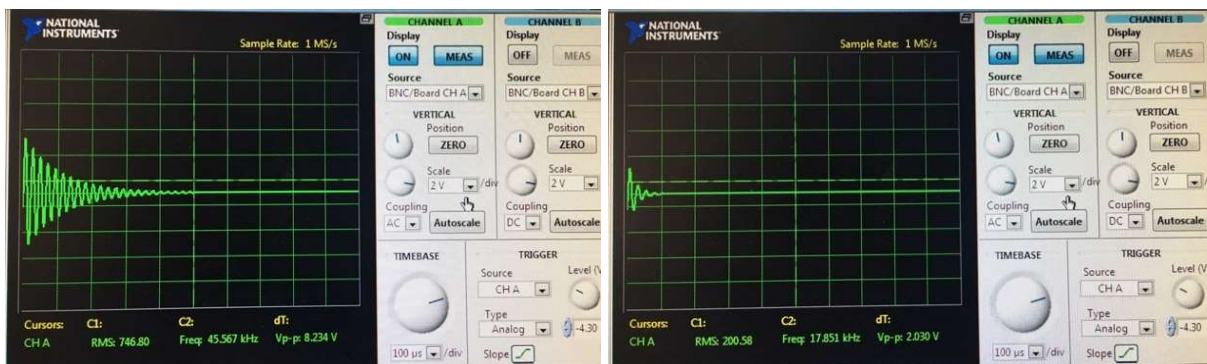 NATIONAL
INSTRUMENTS
Sample Rate: 1 MS/s
CHANNEL A
CHANNEL B
Display
Display
ON
MEAS
OFF
MEAS
Source
Source
BNC/Board CH A
BNC/Board CH B
VERTICAL
VERTICAL
Position
Position
ZERO
ZERO
Scale
Scale
2 V
/div
2 V
Coupling
Coupling
AC
Autoscale
DC
Autoscale
TIMEBASE
TRIGGER
Source
Level (V
CH A
Type
Analog
-4.30
100 µs
/div
Slope
Cursors:
C1:
C2:
dT:
CH A
RMS: 746.80
Freq: 45.567 kHz
Vp-p: 8.234 V
NATIONAL
INSTRUMENTS
Sample Rate: 1 MS/s
CHANNEL A
CHANNEL B
Display
Display
ON
MEAS
OFF
MEAS
Source
Source
BNC/Board CH A
BNC/Board CH B
VERTICAL
VERTICAL
Position
Position
ZERO
ZERO
Scale
Scale
2 V
/div
2 V
Coupling
Coupling
AC
Autoscale
DC
Autoscale
TIMEBASE
TRIGGER
Source
Level (V
CH A
Type
Analog
-4.30
100 µs
/div
Slope
Cursors:
C1:
C2:
dT:
CH A
RMS: 200.58
Freq: 17.851 kHz
Vp-p: 2.030 V